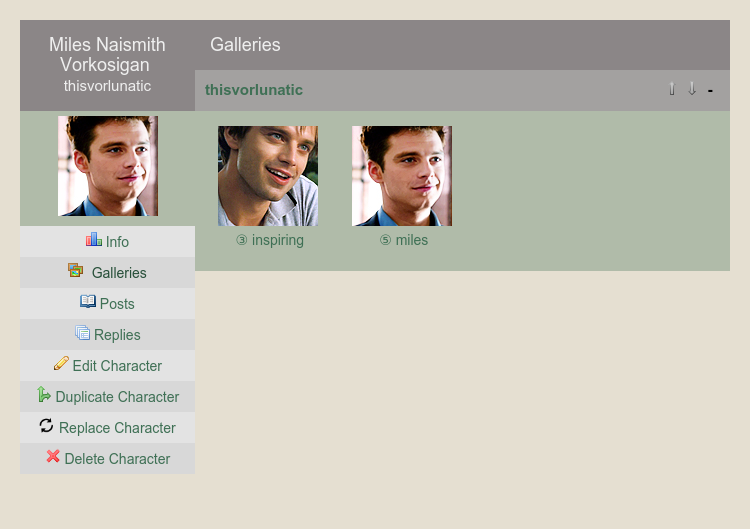 Miles Naismith
Vorkosigan
thisvorlunatic
Galleries
thisvorlunatic
-
③ inspiring
⑤ miles
Info
Galleries
Posts
Replies
Edit Character
Duplicate Character
Replace Character
Delete Character